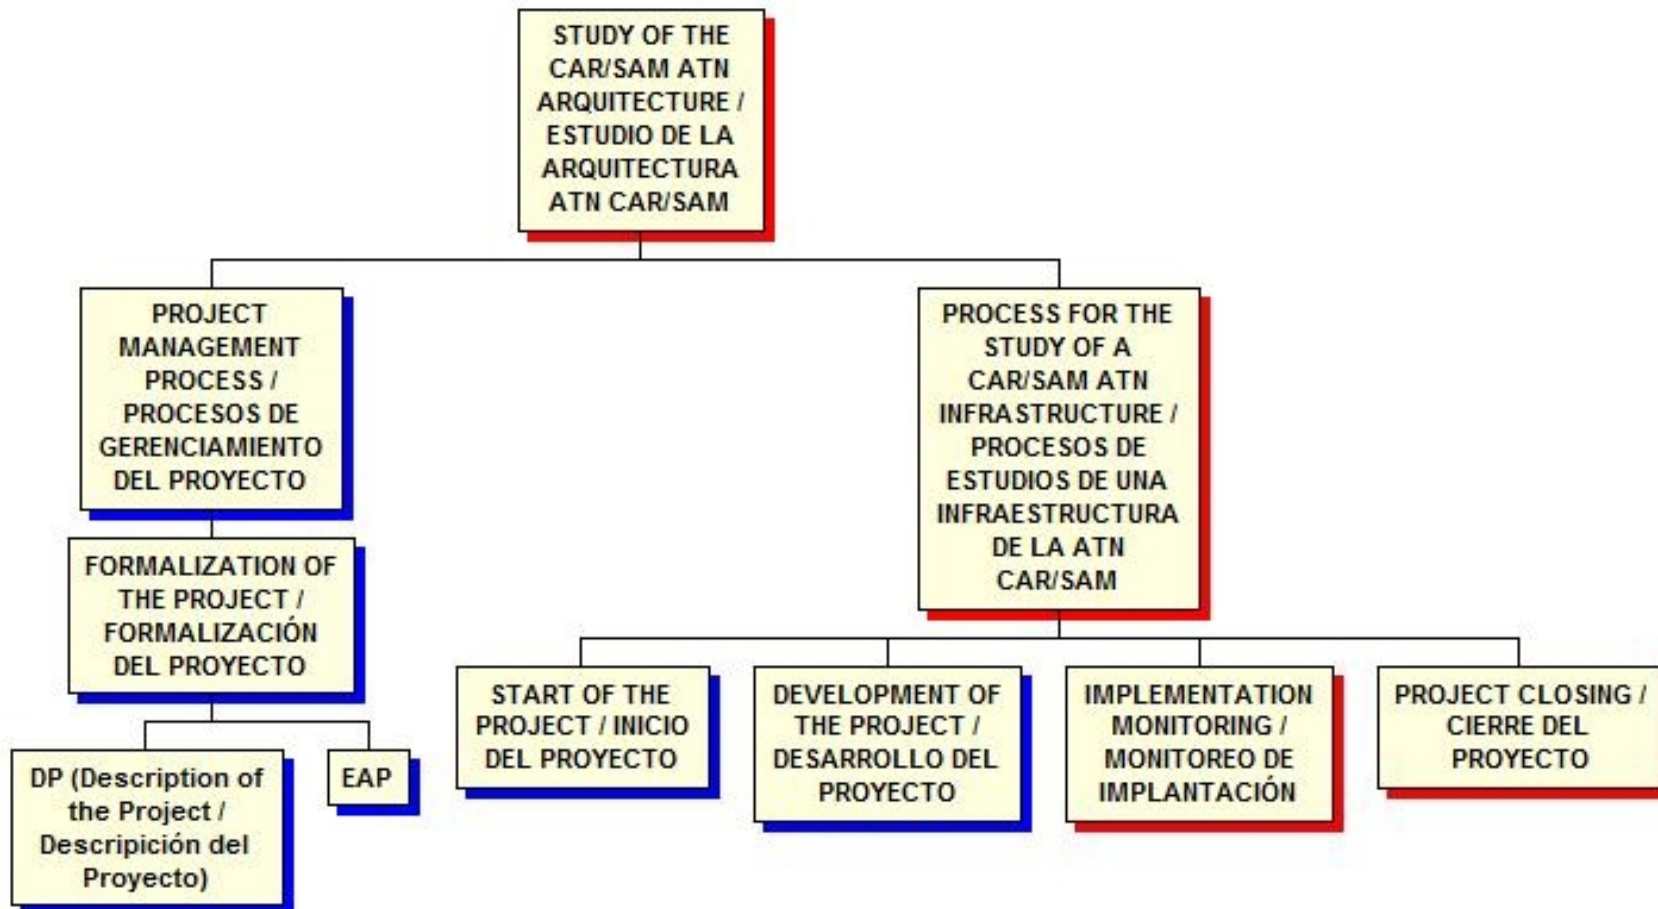 STUDY OF THE
CAR/SAM ATN
ARQUITECTURE /
ESTUDIO DE LA
ARQUITECTURA
ATN CAR/SAM
PROJECT
MANAGEMENT
PROCESS /
PROCESOS DE
GERENCIAMIENTO
DEL PROYECTO
PROCESS FOR THE
STUDY OF A
CAR/SAM ATN
INFRASTRUCTURE /
PROCESOS DE
ESTUDIOS DE UNA
INFRAESTRUCTURA
DE LA ATN
CAR/SAM
FORMALIZATION OF
THE PROJECT /
FORMALIZACIÓN
DEL PROYECTO
DP (Description of
the Project /
Descripición del
Proyecto)
EAP
START OF THE
PROJECT / INICIO
DEL PROYECTO
DEVELOPMENT OF
THE PROJECT /
DESARROLLO DEL
PROYECTO
IMPLEMENTATION
MONITORING /
MONITOREO DE
IMPLANTACIÓN
PROJECT CLOSING /
CIERRE DEL
PROYECTO